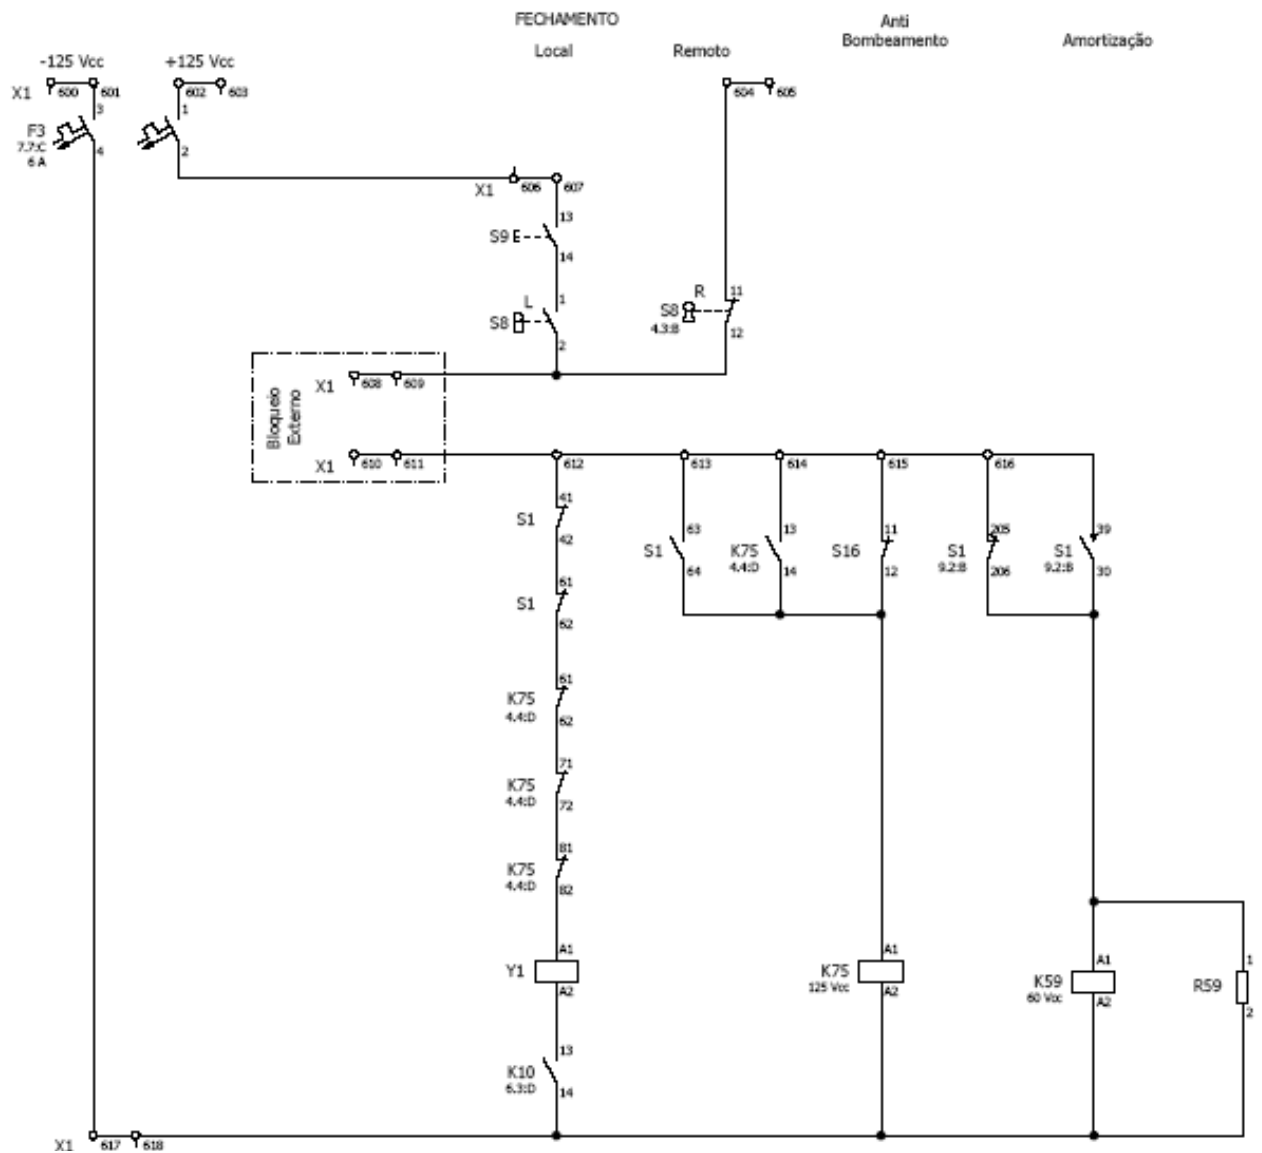 FECHAMENTO
Local
Remoto
Anti
Bombeamento
Amortização
-125 Vcc
+125 Vcc
X1
600
601
602
603
604
605
3
1
F3
7.7:C
6 A
4
2
X1
606
607
13
S9
14
L
1
S8
2
R
11
S8
4.3:B
12
Bloqueio
Externo
X1
608
609
X1
610
611
612
613
614
615
616
41
S1
42
63
S1
64
13
K75
4.4:D
14
11
S16
12
205
S1
9.2:B
206
39
S1
9.2:B
30
61
S1
62
61
K75
4.4:D
62
71
K75
4.4:D
72
81
K75
4.4:D
82
A1
Y1
A2
A1
K75
125 Vcc
A2
A1
K59
60 Vcc
A2
1
R59
2
13
K10
6.3:D
14
X1
617
618